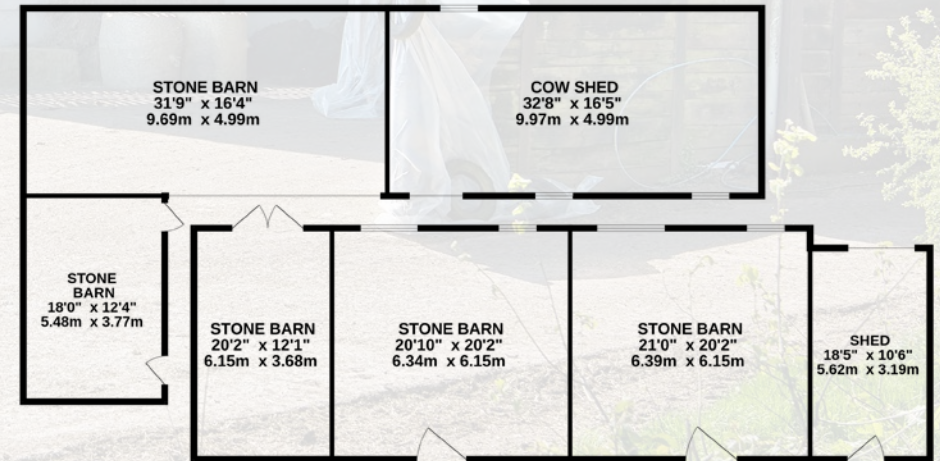 STONE BARN
31'9" x 16'4"
9.69m x 4.99m
COW SHED
32'8" x 16'5"
9.97m x 4.99m
STONE
BARN
18'0" x 12'4"
5.48m x 3.77m
STONE BARN
20'2" x 12'1"
6.15m x 3.68m
STONE BARN
20'10" x 20'2"
6.34m x 6.15m
STONE BARN
21'0" x 20'2"
6.39m x 6.15m
SHED
18'5" x 10'6"
5.62m x 3.19m